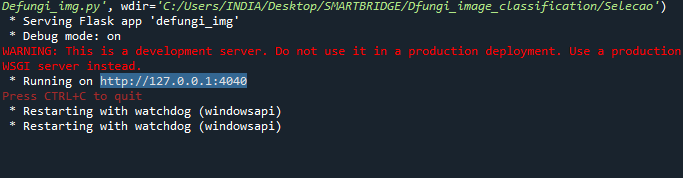 Defungi_img.py', wdir='C:/Users/INDIA/Desktop/SMARTBRIDGE/Dfungi_image_classification/Selecao')
* Serving Flask app 'defungi_img'
* Debug mode: on
WARNING: This is a development server. Do not use it in a production deployment. Use a production
WSGI server instead.
* Running on http://127.0.0.1:4040
Press CTRL+C to quit
* Restarting with watchdog (windowsapi)
* Restarting with watchdog (windowsapi)